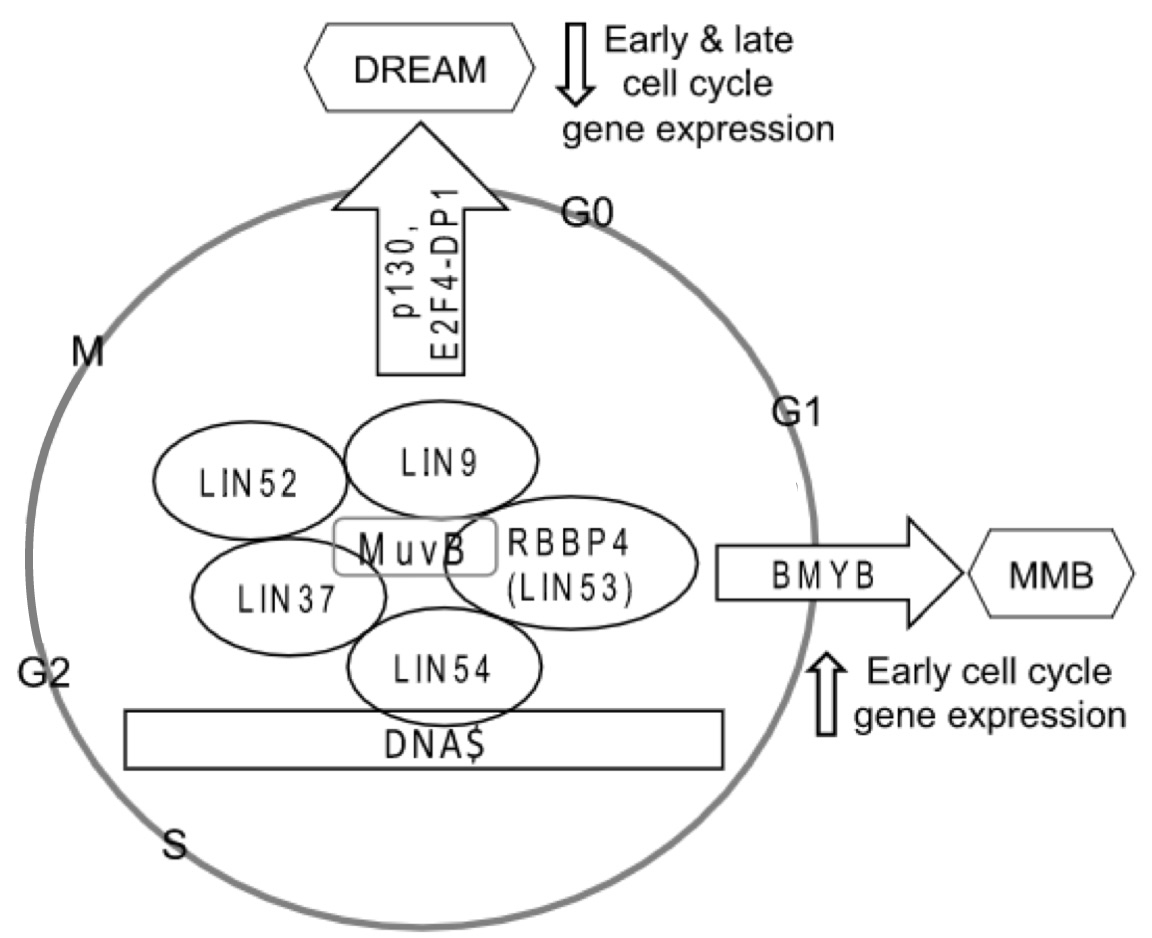 DREAM
Early & late
cell cycle
gene expression
p130,
E2F4-DP1
G0
M
G1
LIN52
LIN9
MuvB
RBBP4
(LIN53)
LIN37
LIN54
BMYB
MMB
G2
Early cell cycle
gene expression
DNA$
S